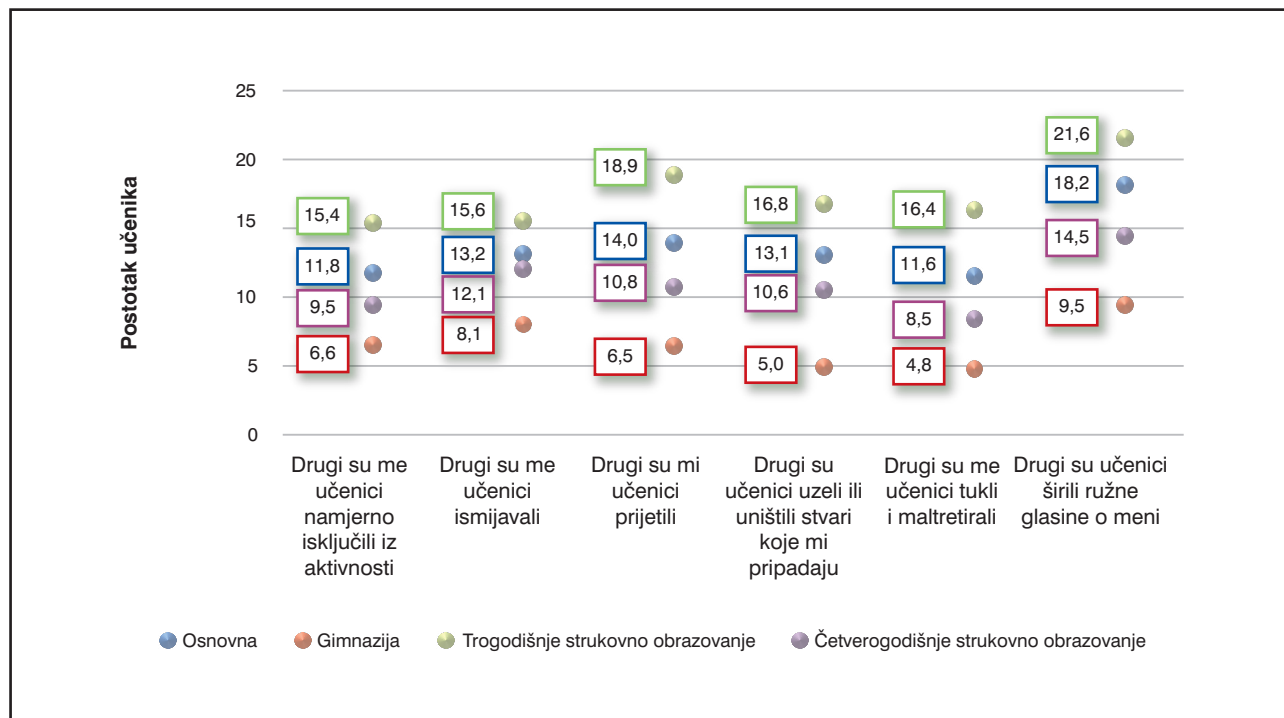 Postotak učenika
25
20
15
10
5
0
15,4
11,8
9,5
6,6
15,6
13,2
12,1
8,1
18,9
14,0
10,8
6,5
16,8
13,1
10,6
5,0
16,4
11,6
8,5
4,8
21,6
18,2
14,5
9,5
Drugi su me
učenici
namjerno
isključili iz
aktivnosti
Drugi su me
učenici
ismijavali
Drugi su mi
učenici
prijetili
Drugi su
učenici uzeli ili
uništili stvari
koje mi
pripadaju
Drugi su me
učenici tukli
i maltretirali
Drugi su učenici
širili ružne
glasine o meni
Osnovna
Gimnazija
Trogodišnje strukovno obrazovanje
Četverogodišnje strukovno obrazovanje